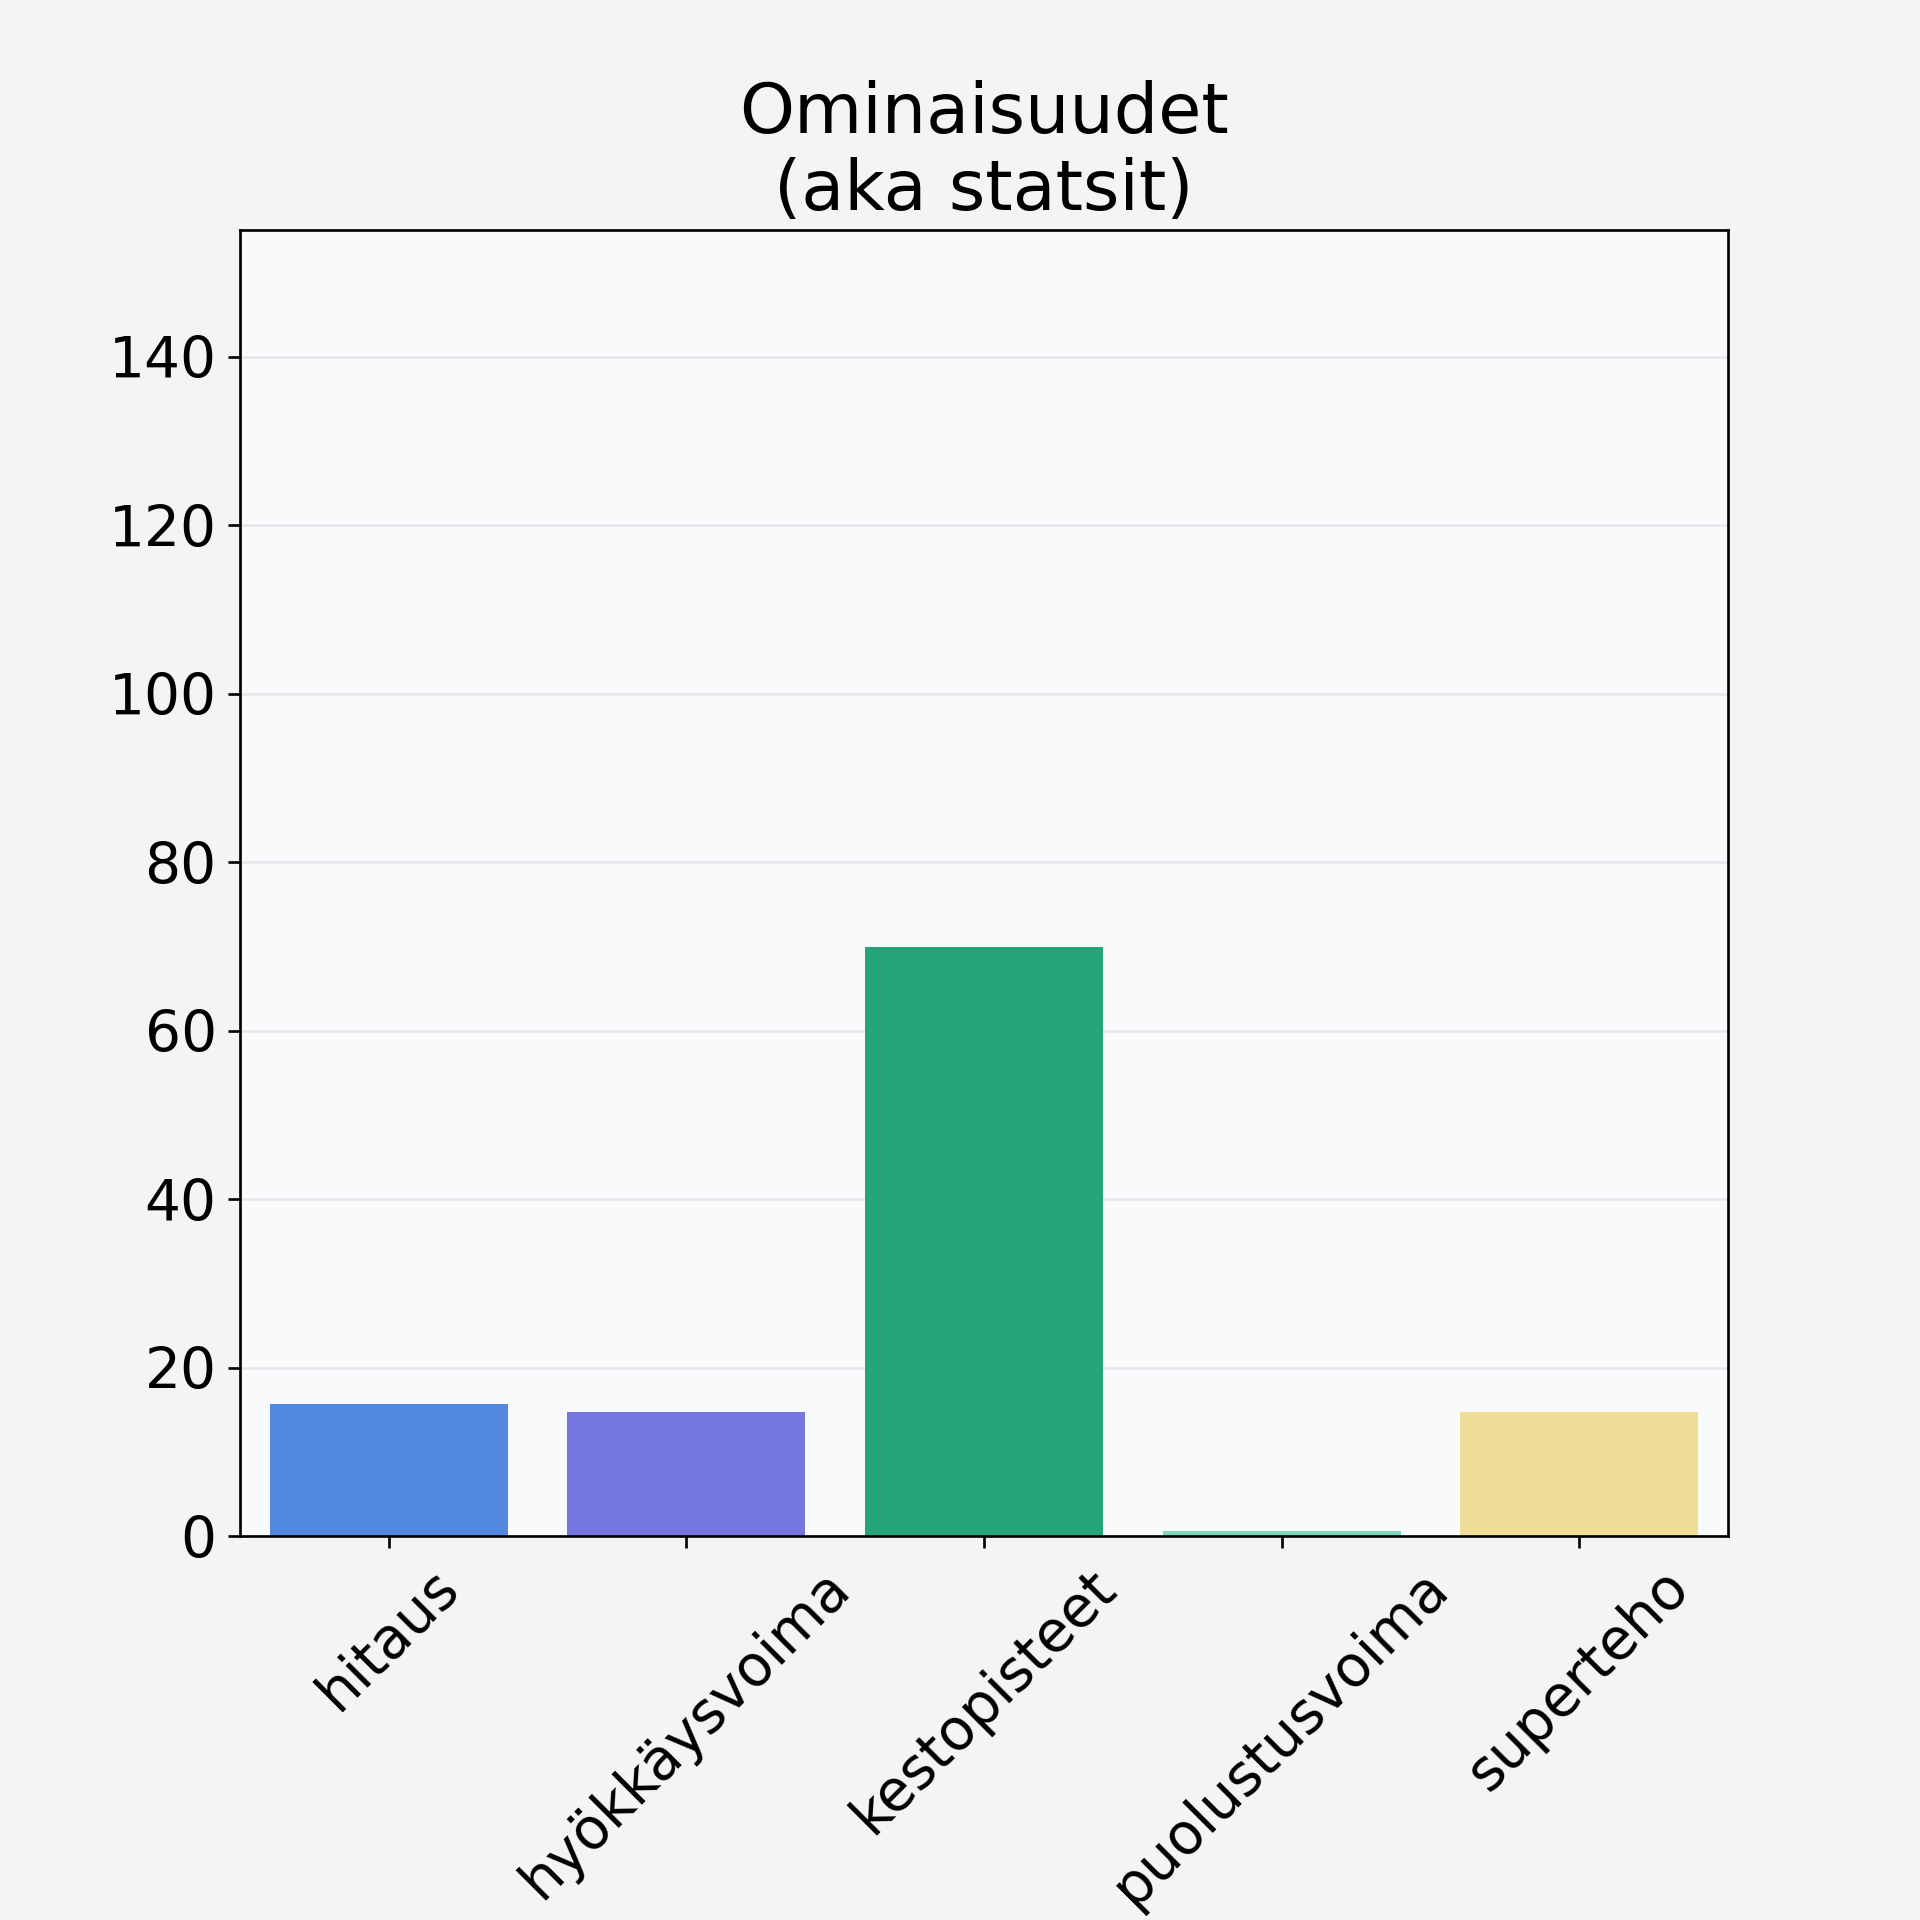 Ominaisuudet
(aka statsit)
140
120
100
80
60
40
20
0
hitaus
hyökkäysvoima
kestopisteet
puolustusvoima
superteho